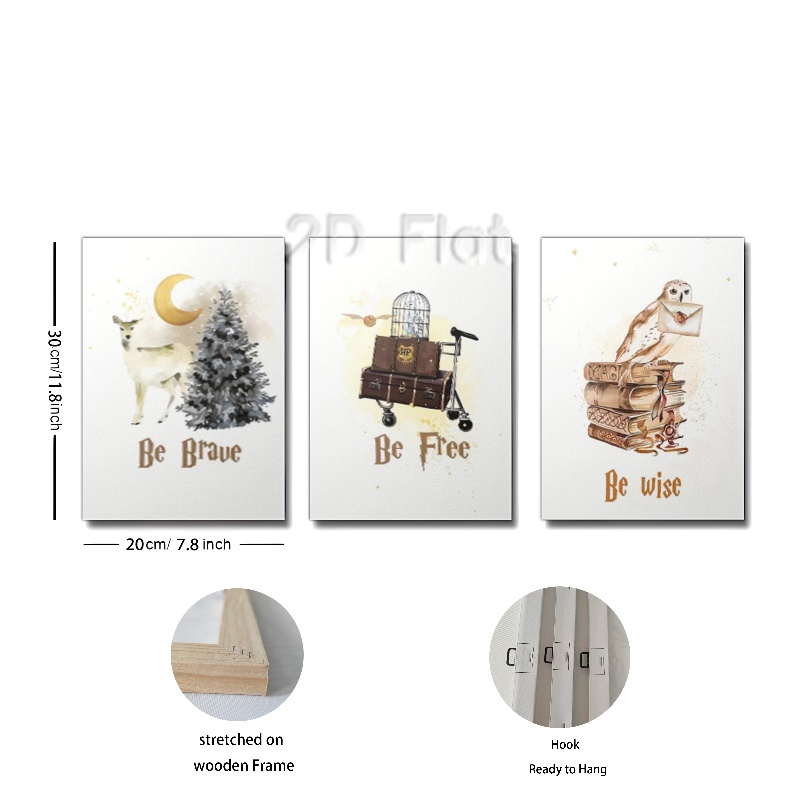 2D Flat
30cm/11.8inch
HP
Be Brave
Be Free
Be wise
20cm/ 7.8 inch
stretched on
wooden Frame
Hook
Ready to Hang